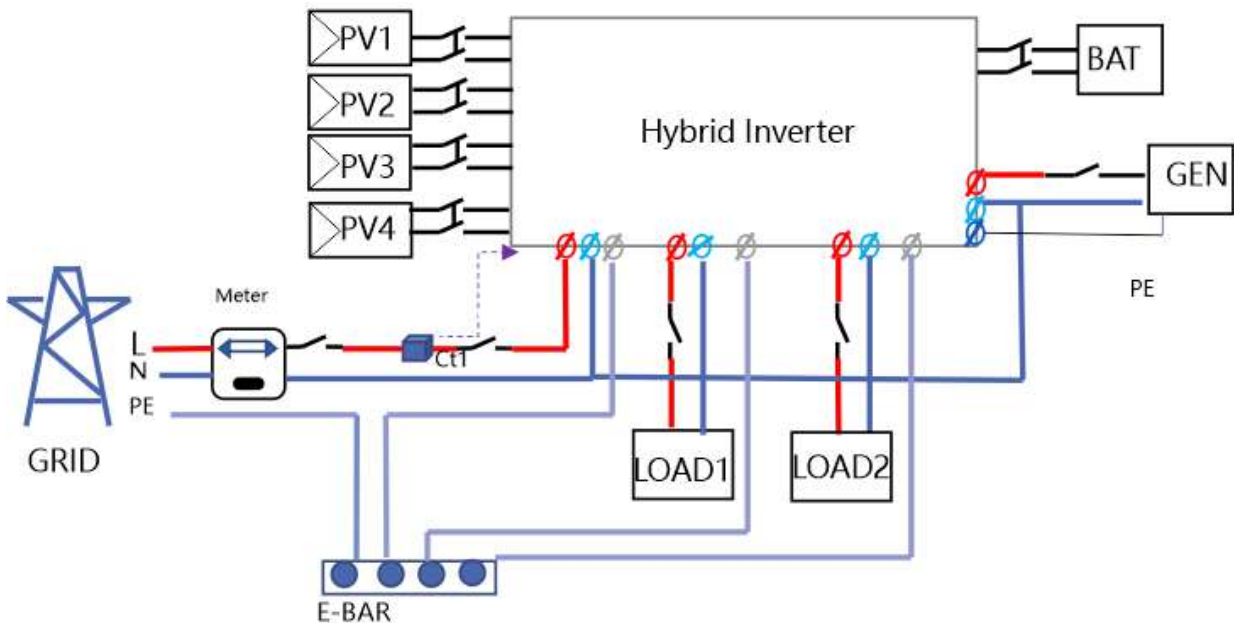 PV1
BAT
PV2
Hybrid Inverter
PV3
GEN
PV4
Meter
PE
L
Ct1
N
PE
GRID
LOAD1
LOAD2
E-BAR